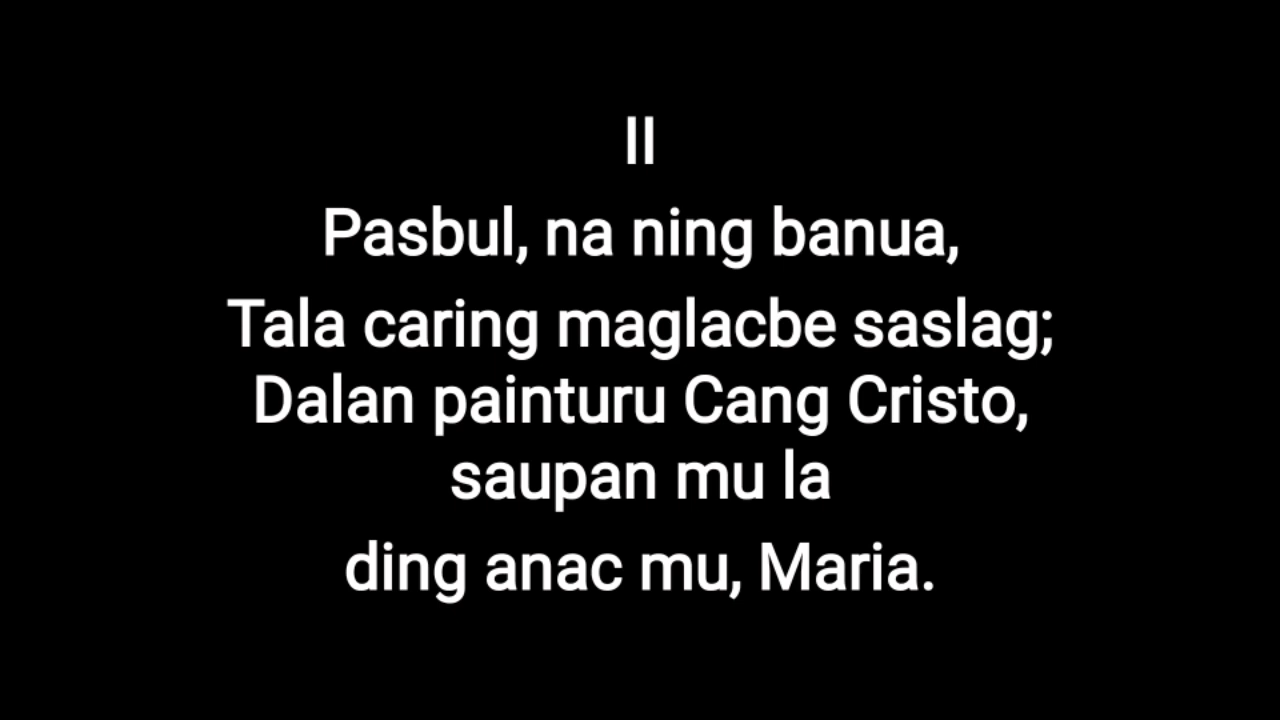 II
Pasbul, na ning banua,
Tala caring maglacbe saslag;
Dalan painturu Cang Cristo,
saupan mu la
ding anac mu, Maria.